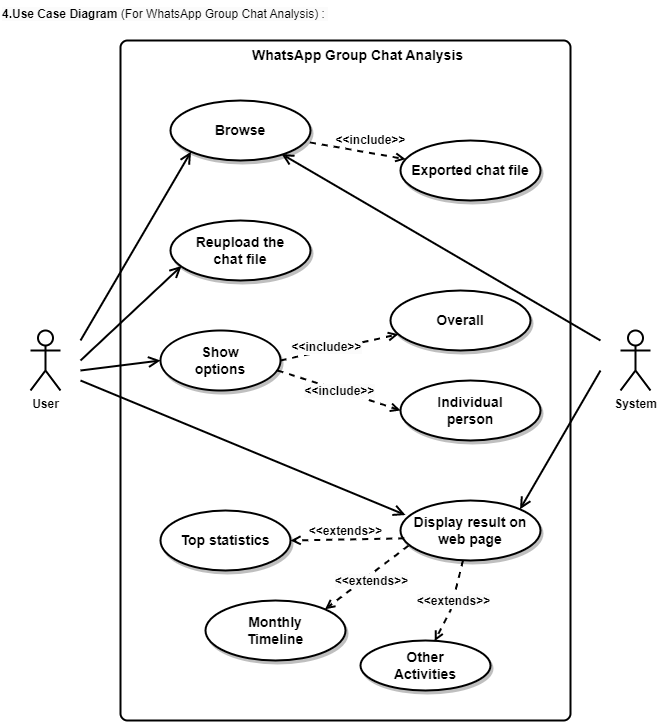 4.Use Case Diagram (For WhatsApp Group Chat Analysis) :
WhatsApp Group Chat Analysis
Browse
<<include>>
Exported chat file
Reupload the
chat file
Overall
Show
options
<<include>>
<<include>>
Individual
person
User
System
Top statistics
<<extends>>
Display result on
web page
<<extends>>
<<extends>>
Monthly
Timeline
Other
Activities